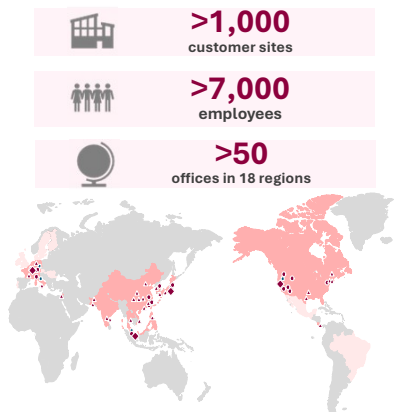 >1,000
customer sites
>7,000
employees
>50
offices in 18 regions